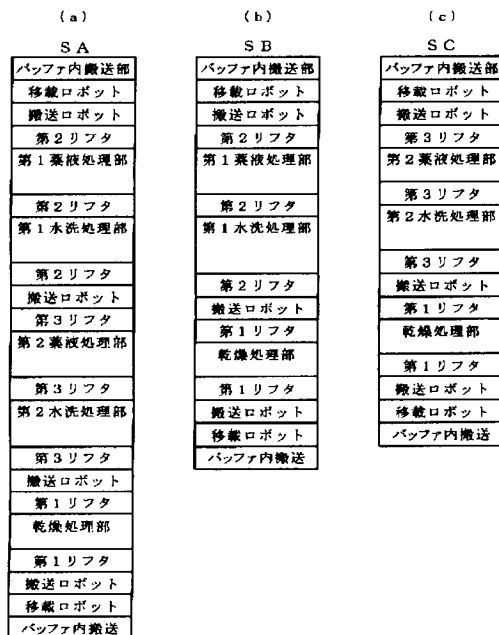 (a)
SA
バッファ内搬送部
移載ロボット
搬送ロボット
第2リフタ
第1薬液処理部
第2リフタ
第1水洗処理部
第2リフタ
搬送ロボット
第3リフタ
第2薬液処理部
第3リフタ
第2水洗処理部
第3リフタ
搬送ロボット
第1リフタ
乾燥処理部
第1リフタ
搬送ロボット
移載ロボット
バッファ内搬送
(b)
SB
バッファ内搬送部
移載ロボット
搬送ロボット
第2リフタ
第1薬液処理部
第2リフタ
第1水洗処理部
第2リフタ
搬送ロボット
第1リフタ
乾燥処理部
第1リフタ
搬送ロボット
移載ロボット
バッファ内搬送
(c)
SC
バッファ内搬送部
移載ロボット
搬送ロボット
第3リフタ
第2薬液処理部
第3リフタ
第2水洗処理部
第3リフタ
搬送ロボット
第1リフタ
乾燥処理部
第1リフタ
搬送ロボット
移載ロボット
バッファ内搬送